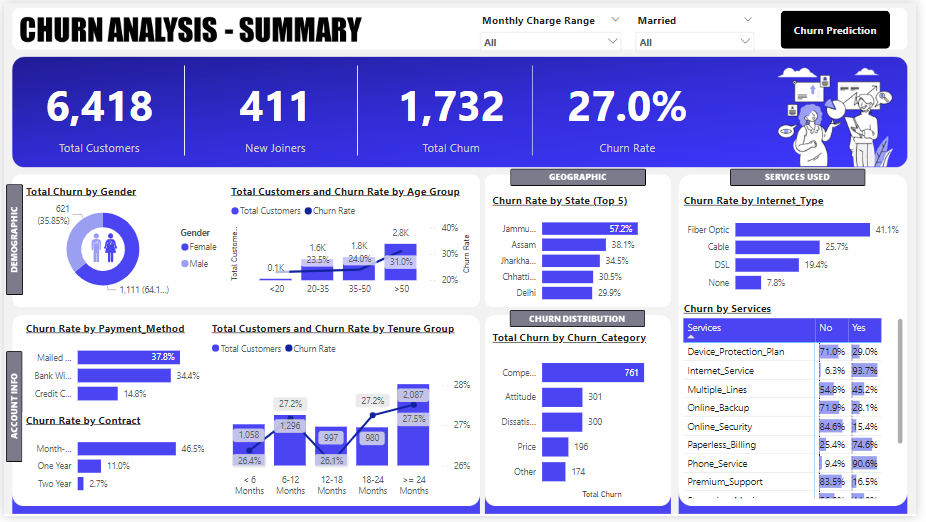 CHURN ANALYSIS - SUMMARY
Monthly Charge Range
All
Married
All
Churn Prediction
6,418
Total Customers
411
New Joiners
1,732
Total Churn
27.0%
Churn Rate
DEMOGRAPHIC
Total Churn by Gender
621
(35.85%)
1,111 (64.1...)
Gender
Female
Male
Total Customers and Churn Rate by Age Group
Total Customers Churn Rate
Total Custome...
0.1K
1.6K
1.8K
2.8K
23.5%
24.0%
31.0%
<20 20-35 35-50 >50
40%
30%
20%
Churn Rate
GEOGRAPHIC
Churn Rate by State (Top 5)
Jammu... 57.2%
Assam 38.1%
Jharkha... 34.5%
Chhatti... 30.5%
Delhi 29.9%
SERVICES USED
Churn Rate by Internet_Type
Fiber Optic 41.1%
Cable 25.7%
DSL 19.4%
None 7.8%
Churn by Services
Services No Yes
Device_Protection_Plan 71.0% 29.0%
Internet_Service 6.3% 93.7%
Multiple_Lines 54.8% 45.2%
Online_Backup 71.9% 28.1%
Online_Security 84.6% 15.4%
Paperless_Billing 25.4% 74.6%
Phone_Service 9.4% 90.6%
Premium_Support 83.5% 16.5%
ACCOUNT INFO
Churn Rate by Payment_Method
Mailed ... 37.8%
Bank Wi... 34.4%
Credit C... 14.8%
Churn Rate by Contract
Month-... 46.5%
One Year 11.0%
Two Year 2.7%
Total Customers and Churn Rate by Tenure Group
Total Customers Churn Rate
1,058
26.4%
27.2%
1,296
997
26.1%
27.2%
980
2,087
27.5%
28%
27%
26%
< 6
Months
6-12
Months
12-18
Months
18-24
Months
>= 24
Months
CHURN DISTRIBUTION
Total Churn by Churn_Category
Compe... 761
Attitude 301
Dissatis... 300
Price 196
Other 174
Total Churn